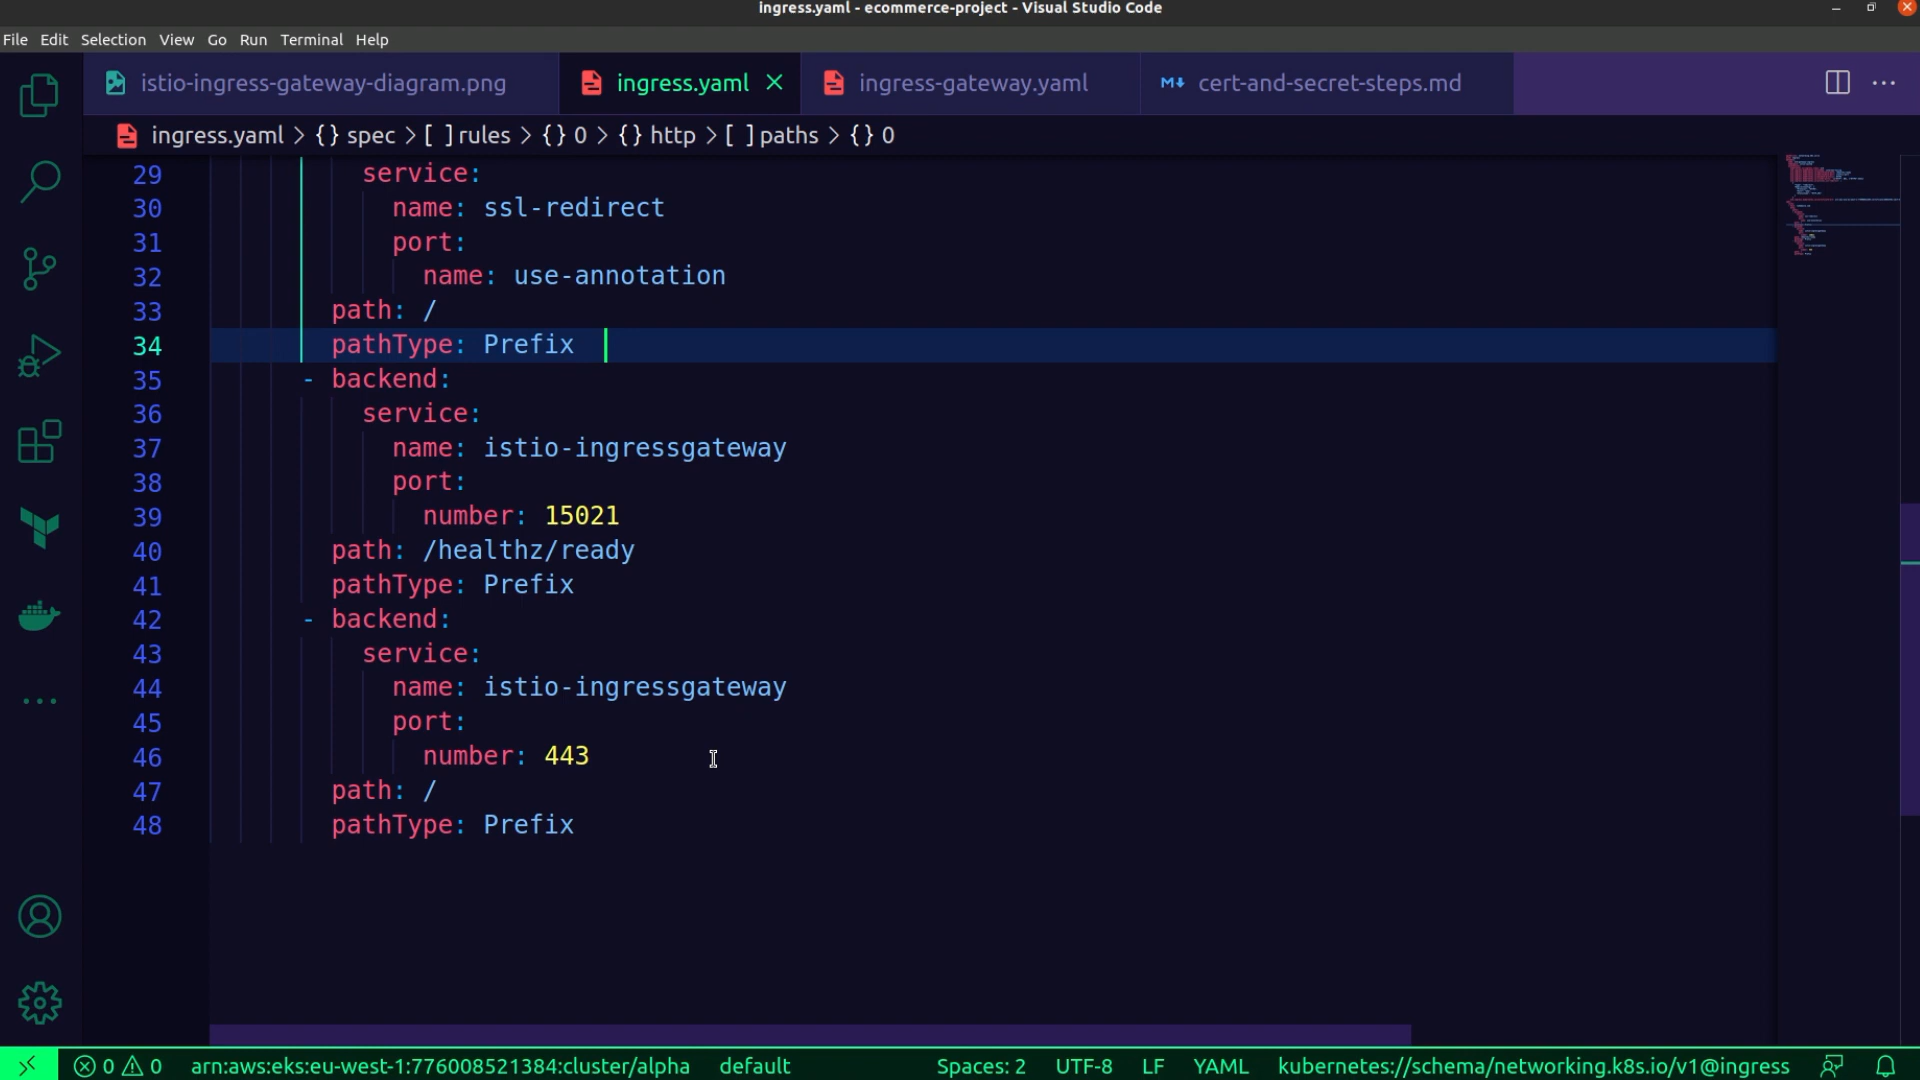 ingress.yaml - ecommerce-project - Visual Studio Code
File Edit Selection View Go Run Terminal Help
istio-ingress-gateway-diagram.png ingress.yaml ingress-gateway.yaml cert-and-secret-steps.md
ingress.yaml > {} spec > [ ] rules > {} 0 > {} http > [ ] paths > {} 0
29 service:
30 name: ssl-redirect
31 port:
32 name: use-annotation
33 path: /
34 pathType: Prefix
35 - backend:
36 service:
37 name: istio-ingressgateway
38 port:
39 number: 15021
40 path: /healthz/ready
41 pathType: Prefix
42 - backend:
43 service:
44 name: istio-ingressgateway
45 port:
46 number: 443
47 path: /
48 pathType: Prefix
0 0 arn:aws:eks:eu-west-1:776008521384:cluster/alpha default Spaces: 2 UTF-8 LF YAML kubernetes://schema/networking.k8s.io/v1@ingress